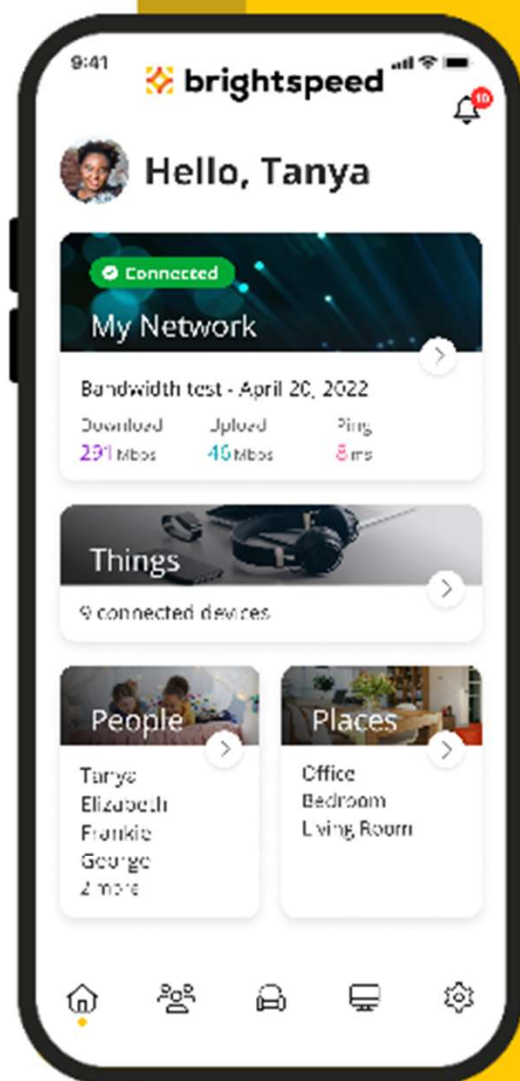 9:41
brightspeed
10
Hello, Tanya
Connected
My Network
Bandwidth test - April 20, 2022
Download Upload Ping
291 Mbps 46 Mbps 8 ms
Things
9 connected devices
People
Tanya
Elizabeth
Frankie
George
2 more
Places
Office
Bedroom
Living Room